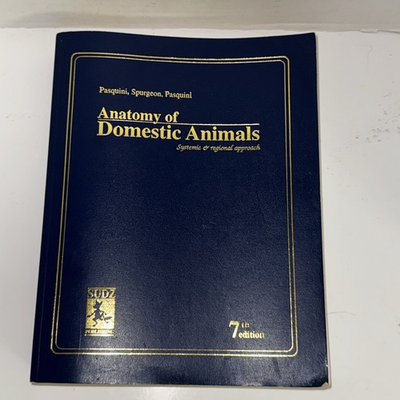 Pasquini, Spurgeon, Pasquini
Anatomy of
Domestic Animals
Systemic & regional approach
SUDZ
PUBLISHING
7th
edition